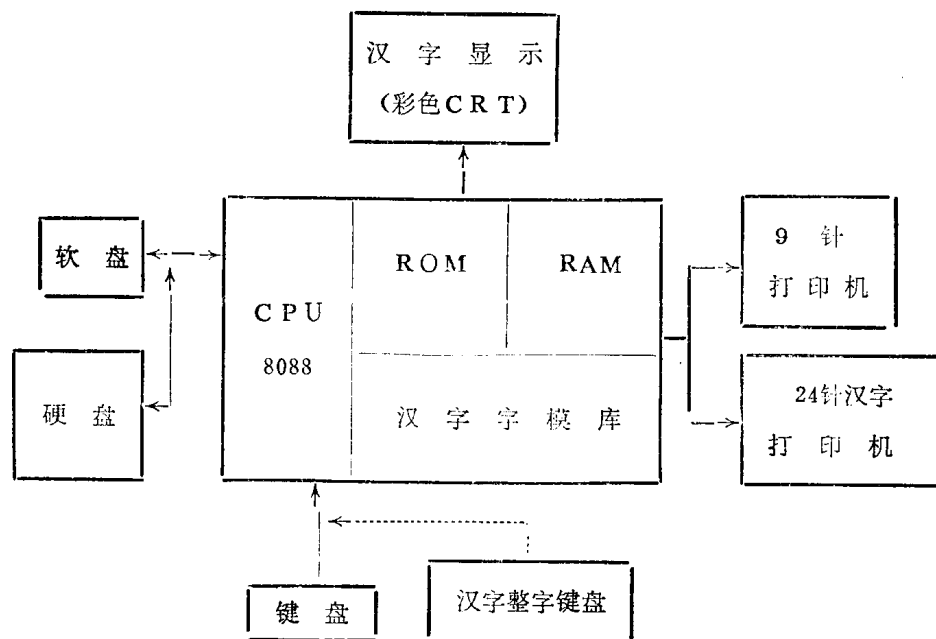 汉字显示
(彩色CRT)
软盘
硬盘
CPU
8088
ROM
RAM
汉字字模库
9针
打印机
24针汉字
打印机
键盘
汉字整字键盘